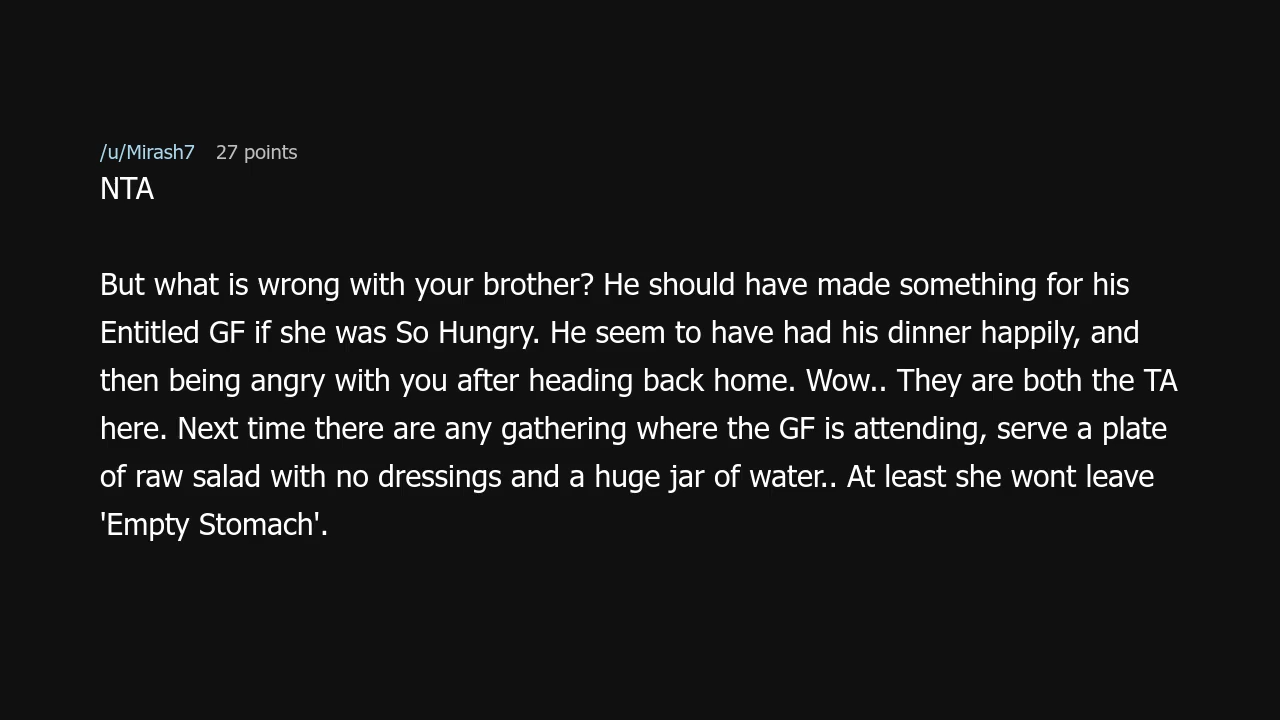 /u/Mirash7 27 points
NTA
But what is wrong with your brother? He should have made something for his
Entitled GF if she was So Hungry. He seem to have had his dinner happily, and
then being angry with you after heading back home. Wow.. They are both the TA
here. Next time there are any gathering where the GF is attending, serve a plate
of raw salad with no dressings and a huge jar of water.. At least she wont leave
'Empty Stomach'.